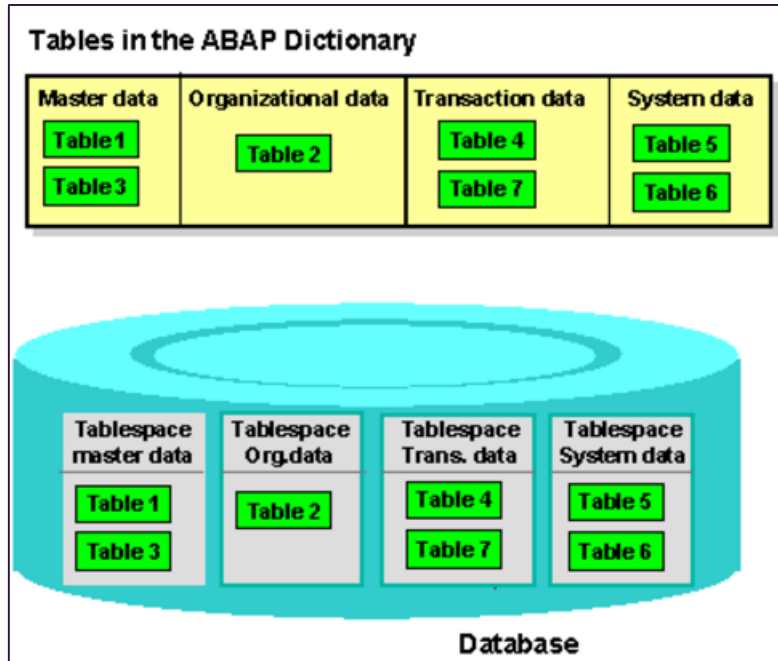 Tables in the ABAP Dictionary
Master data
Table 1
Table 3
Organizational data
Table 2
Transaction data
Table 4
Table 7
System data
Table 5
Table 6
Tablespace
master data
Table 1
Table 3
Tablespace
Org.data
Table 2
Tablespace
Trans. data
Table 4
Table 7
Tablespace
System data
Table 5
Table 6
Database